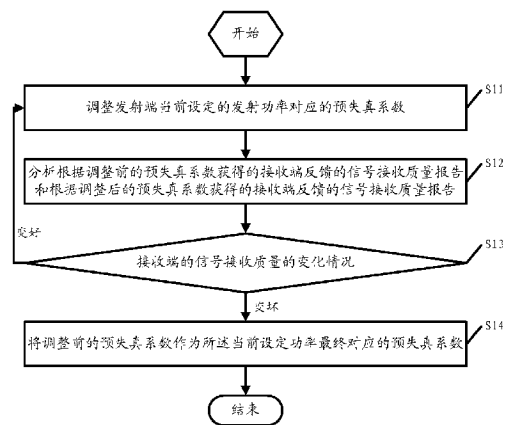 开始
S11
调整发射端当前设定的发射功率对应的预失真系数
S12
分析根据调整前的预失真系数获得的接收端反馈的信号接收质量报告
和根据调整后的预失真系数获得的接收端反馈的信号接收质量报告
变好
S13
接收端的信号接收质量的变化情况
变坏
S14
将调整前的预失真系数作为所述当前设定功率最终对应的预失真系数
结束